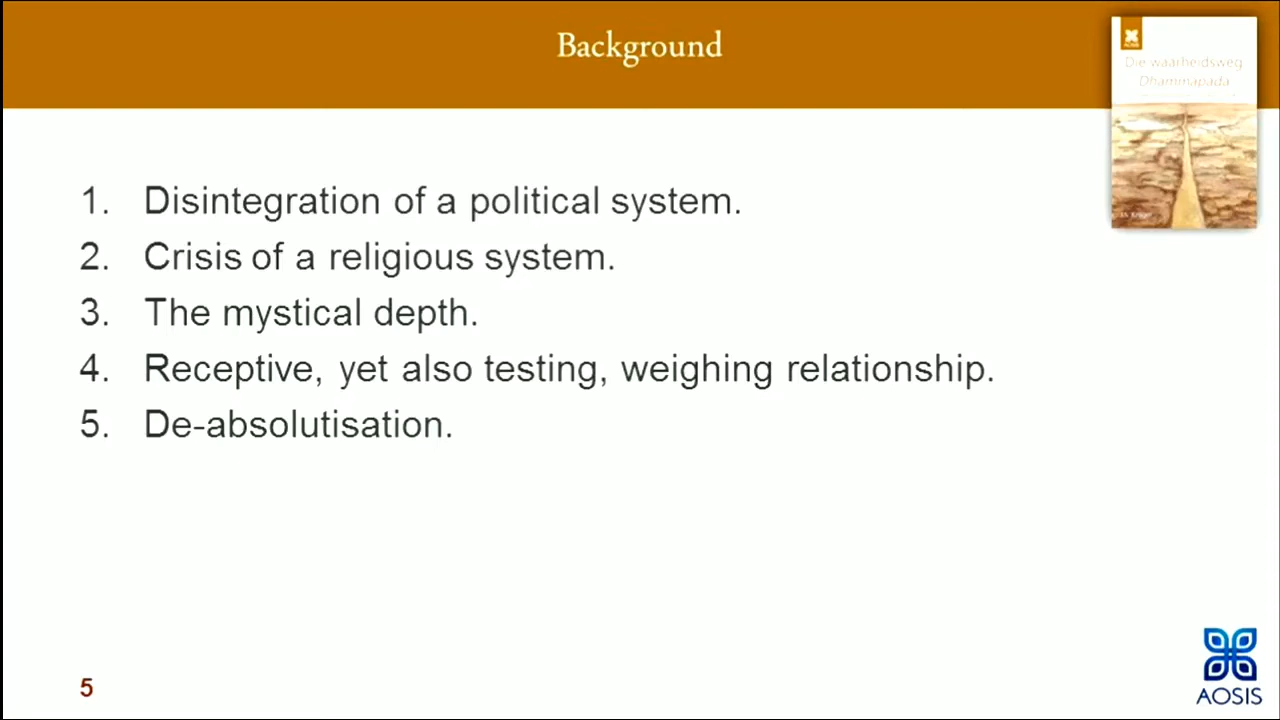 Background
AOSIS
Die waarheidsweg
Dhammapada
1. Disintegration of a political system.
2. Crisis of a religious system.
3. The mystical depth.
4. Receptive, yet also testing, weighing relationship.
5. De-absolutisation.
5
AOSIS